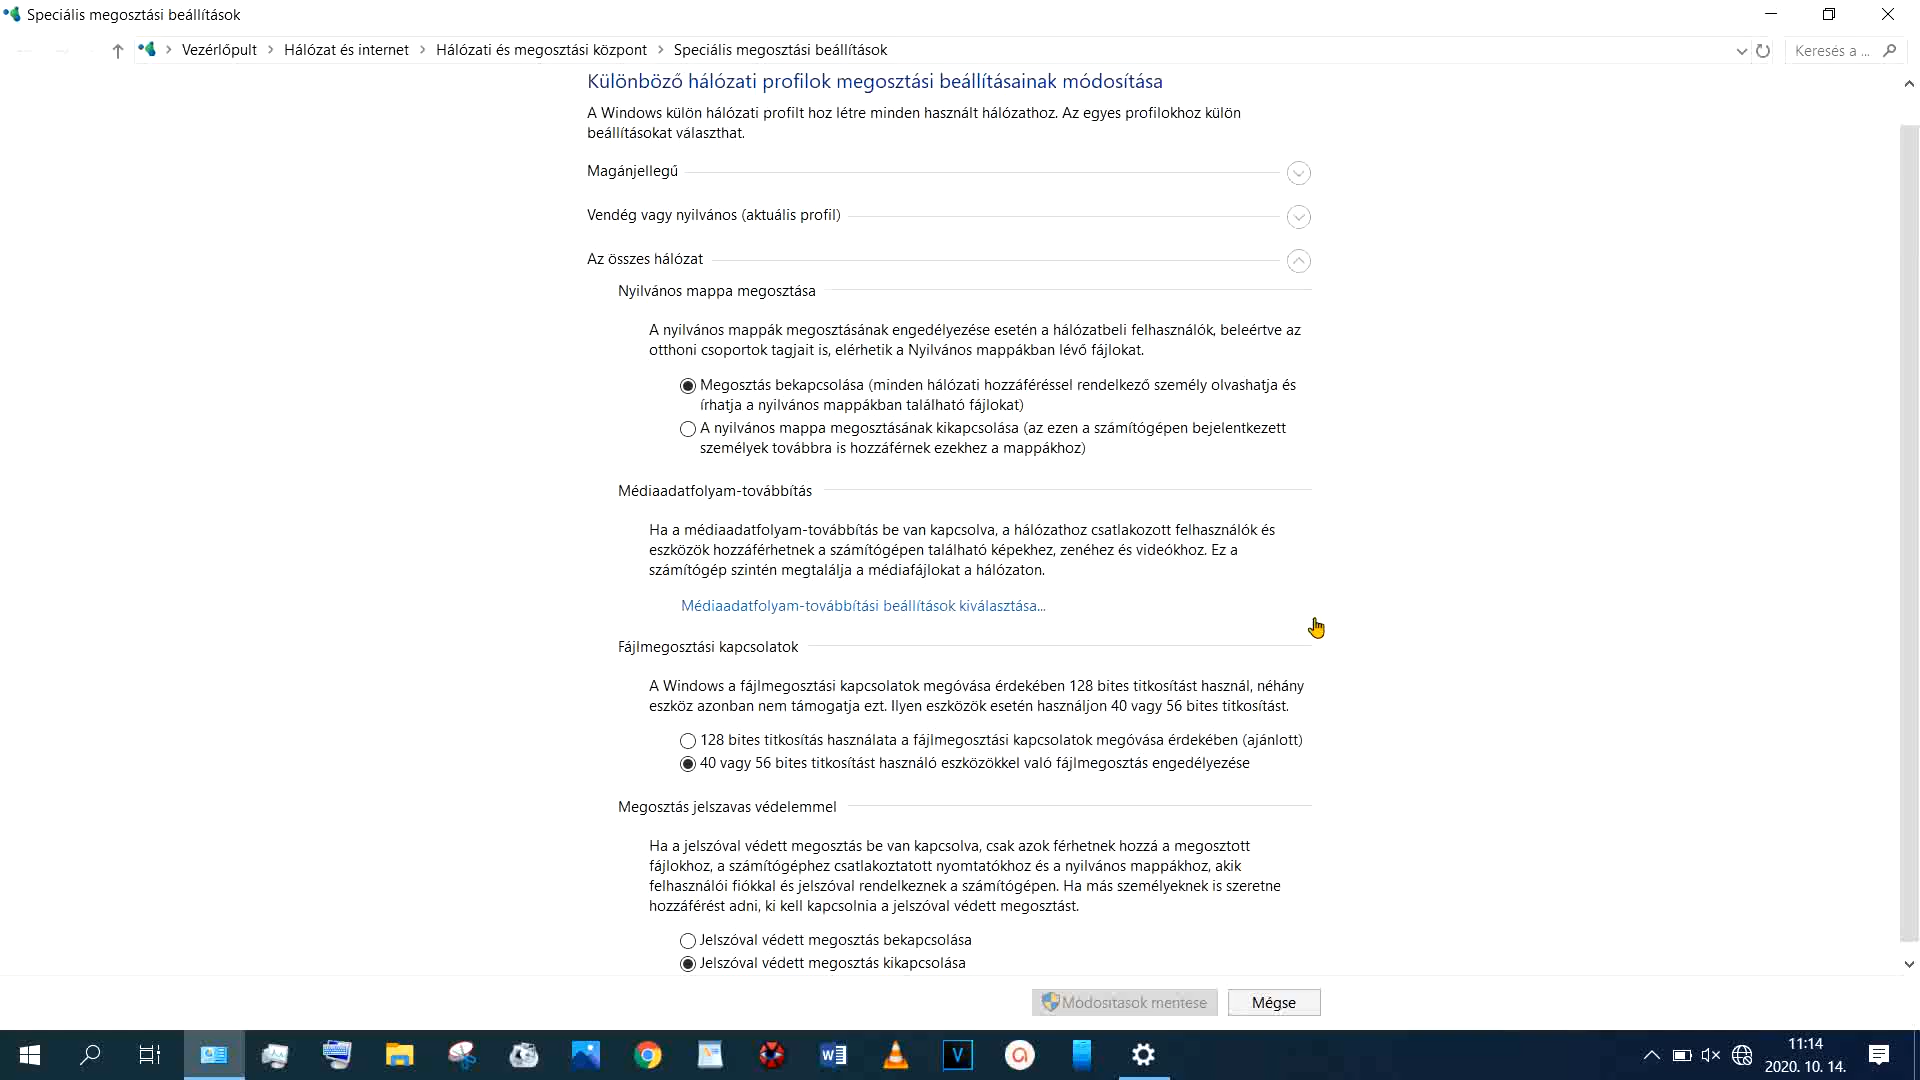 Speciális megosztási beállítások
Vezérlőpult
Hálózat és internet
Hálózati és megosztási központ
Speciális megosztási beállítások
Keresés a ...
Különböző hálózati profilok megosztási beállításainak módosítása
A Windows külön hálózati profilt hoz létre minden használt hálózathoz. Az egyes profilokhoz külön
beállításokat választhat.
Magánjellegű
Vendég vagy nyilvános (aktuális profil)
Az összes hálózat
Nyilvános mappa megosztása
A nyilvános mappák megosztásának engedélyezése esetén a hálózatbeli felhasználók, beleértve az
otthoni csoportok tagjait is, elérhetik a Nyilvános mappákban lévő fájlokat.
Megosztás bekapcsolása (minden hálózati hozzáféréssel rendelkező személy olvashatja és
írhatja a nyilvános mappákban található fájlokat)
A nyilvános mappa megosztásának kikapcsolása (az ezen a számítógépen bejelentkezett
személyek továbbra is hozzáférnek ezekhez a mappákhoz)
Médiaadatfolyam-továbbítás
Ha a médiaadatfolyam-továbbítás be van kapcsolva, a hálózathoz csatlakozott felhasználók és
eszközök hozzáférhetnek a számítógépen található képekhez, zenéhez és videókhoz. Ez a
számítógép szintén megtalálja a médiafájlokat a hálózaton.
Médiaadatfolyam-továbbítási beállítások kiválasztása...
Fájlmegosztási kapcsolatok
A Windows a fájlmegosztási kapcsolatok megóvása érdekében 128 bites titkosítást használ, néhány
eszköz azonban nem támogatja ezt. Ilyen eszközök esetén használjon 40 vagy 56 bites titkosítást.
128 bites titkosítás használata a fájlmegosztási kapcsolatok megóvása érdekében (ajánlott)
40 vagy 56 bites titkosítást használó eszközökkel való fájlmegosztás engedélyezése
Megosztás jelszavas védelemmel
Ha a jelszóval védett megosztás be van kapcsolva, csak azok férhetnek hozzá a megosztott
fájlokhoz, a számítógéphez csatlakoztatott nyomtatókhoz és a nyilvános mappákhoz, akik
felhasználói fiókkal és jelszóval rendelkeznek a számítógépen. Ha más személyeknek is szeretne
hozzáférést adni, ki kell kapcsolnia a jelszóval védett megosztást.
Jelszóval védett megosztás bekapcsolása
Jelszóval védett megosztás kikapcsolása
Módosítások mentése
Mégse
11:14
2020. 10. 14.